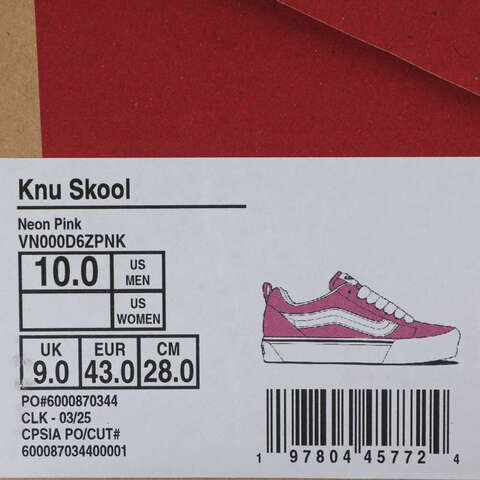 Knu Skool
Neon Pink
VN000D6ZPNK
10.0 US MEN
US WOMEN
UK EUR CM
9.0 43.0 28.0
PO#6000870344
CLK - 03/25
CPSIA PO/CUT#
600087034400001
1 97804 45772 4